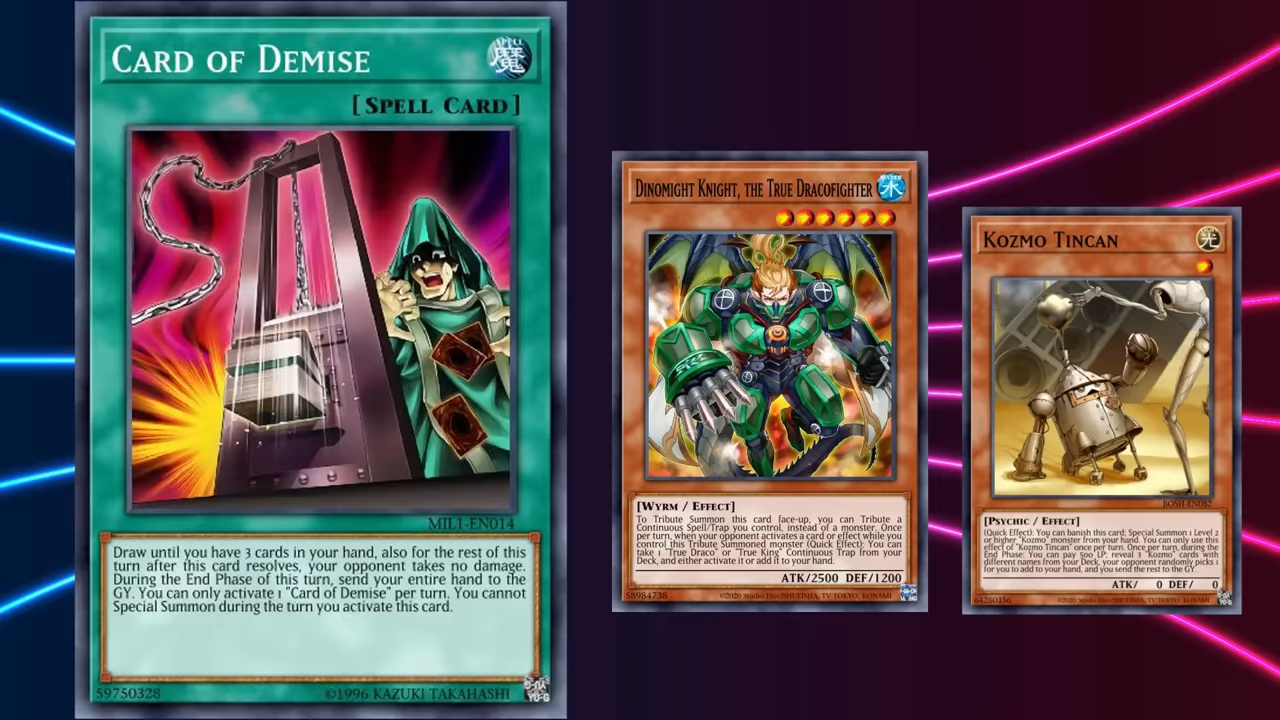 CARD OF DEMISE
SPELL
魔
[ SPELL CARD ]
MIL1-EN014
Draw until you have 3 cards in your hand, also for the rest of this
turn after this card resolves, your opponent takes no damage.
During the End Phase of this turn, send your entire hand to the
GY. You can only activate 1 "Card of Demise" per turn. You cannot
Special Summon during the turn you activate this card.
59750328
©1996 KAZUKI TAKAHASHI
DINOMIGHT KNIGHT, THE TRUE DRACOFIGHTER
WATER
水
[WYRM / EFFECT]
To Tribute Summon this card face-up, you can Tribute a
Continuous Spell/Trap you control, instead of a monster. Once
per turn, when your opponent activates a card or effect while you
control this Tribute Summoned monster (Quick Effect): You can
take 1 "True Draco" or "True King" Continuous Trap from your
Deck, and either activate it or add it to your hand.
ATK/2500 DEF/1200
58984738
©2020 Studio Dice/SHUEISHA, TV TOKYO, KONAMI
KOZMO TINCAN
光
BOSH-EN082
[PSYCHIC / EFFECT]
(Quick Effect): You can banish this card; Special Summon 1 Level 2
or higher "Kozmo" monster from your hand. You can only use this
effect of "Kozmo Tincan" once per turn. Once per turn, during the
End Phase: You can pay 500 LP; reveal 3 "Kozmo" cards with
different names from your Deck, your opponent randomly picks 1
for you to add to your hand, and you send the rest to the GY.
ATK/ 0 DEF/ 0
64280356
©2020 Studio Dice/SHUEISHA, TV TOKYO, KONAMI